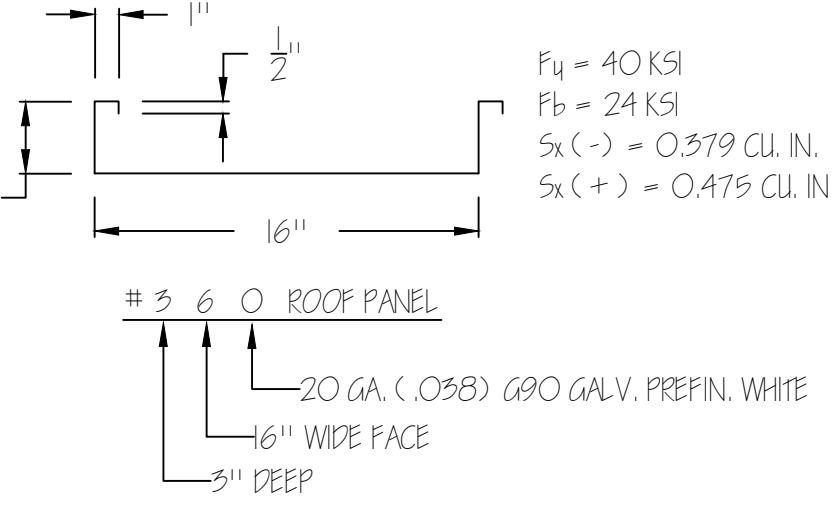 1"
1/2"
Fy = 40 KSI
Fb = 24 KSI
Sx (-) = 0.379 CU. IN.
Sx (+) = 0.475 CU. IN
16"
# 3 6 0 ROOF PANEL
20 GA. (.038) G90 GALV. PREFIN. WHITE
16" WIDE FACE
3" DEEP